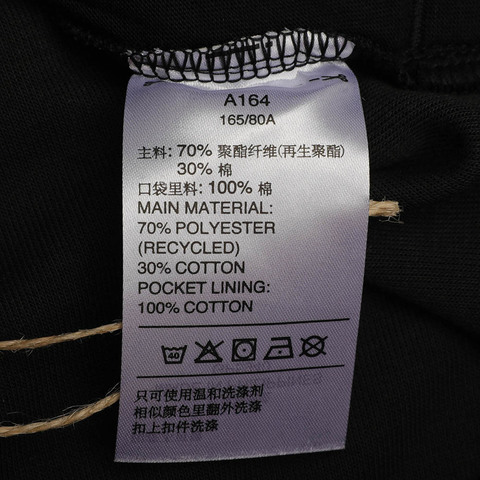 A164
165/80A
主料: 70% 聚酯纤维(再生聚酯)
30% 棉
口袋里料: 100% 棉
MAIN MATERIAL:
70% POLYESTER
(RECYCLED)
30% COTTON
POCKET LINING:
100% COTTON
40
只可使用温和洗涤剂
相似颜色里翻外洗涤
扣上扣件洗涤